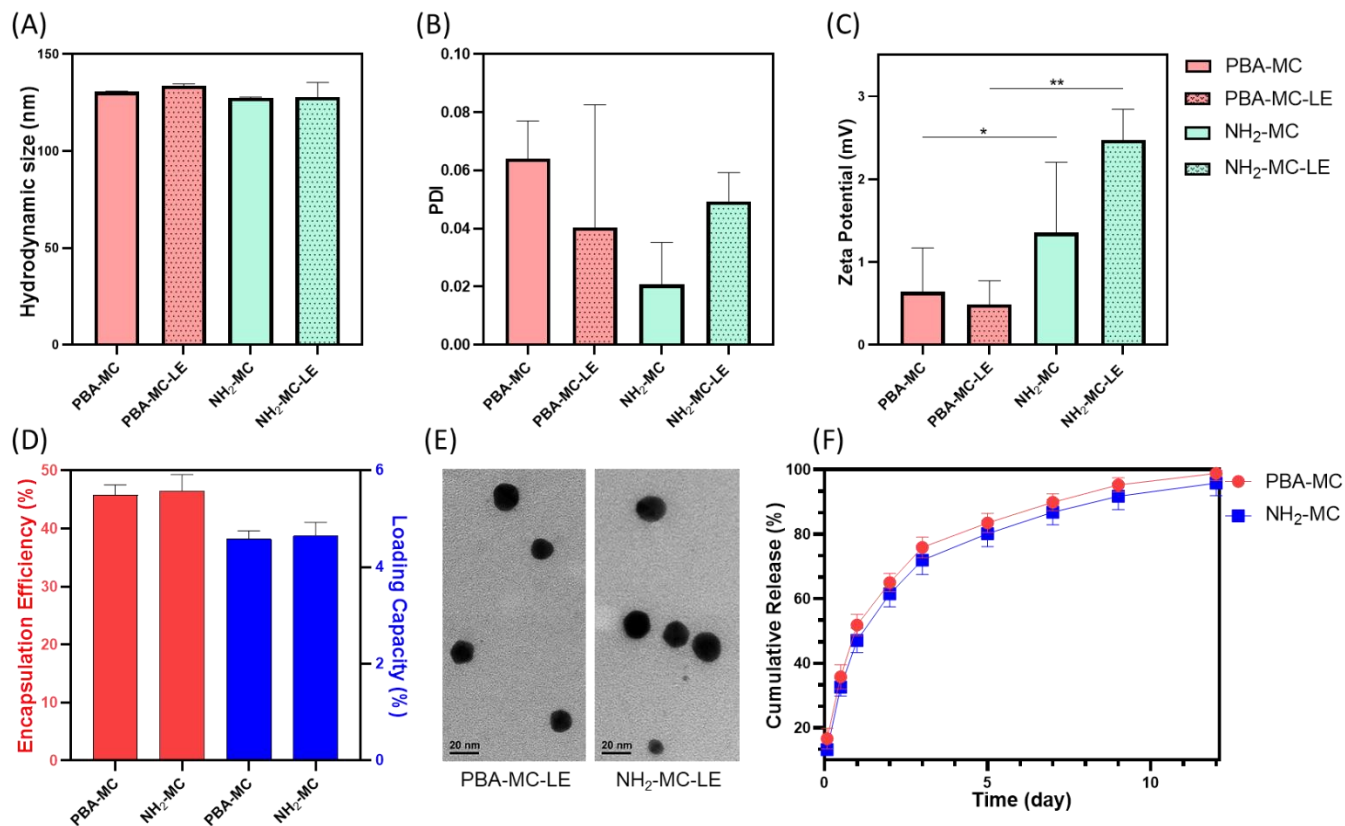 (A)
Hydrodynamic size (nm)
150
100
50
0
PBA-MC
PBA-MC-LE
NH₂-MC
NH₂-MC-LE
(B)
PDI
0.10
0.08
0.06
0.04
0.02
0.00
PBA-MC
PBA-MC-LE
NH₂-MC
NH₂-MC-LE
(C)
Zeta Potential (mV)
3
2
1
0
**
*
PBA-MC
PBA-MC-LE
NH₂-MC
NH₂-MC-LE
PBA-MC
PBA-MC-LE
NH₂-MC
NH₂-MC-LE
(D)
Encapsulation Efficiency (%)
50
40
30
20
10
0
6
4
2
0
Loading Capacity (%)
PBA-MC
NH₂-MC
PBA-MC
NH₂-MC
(E)
20 nm
20 nm
PBA-MC-LE
NH₂-MC-LE
(F)
Cumulative Release (%)
100
80
60
40
20
0
5
10
Time (day)
PBA-MC
NH₂-MC